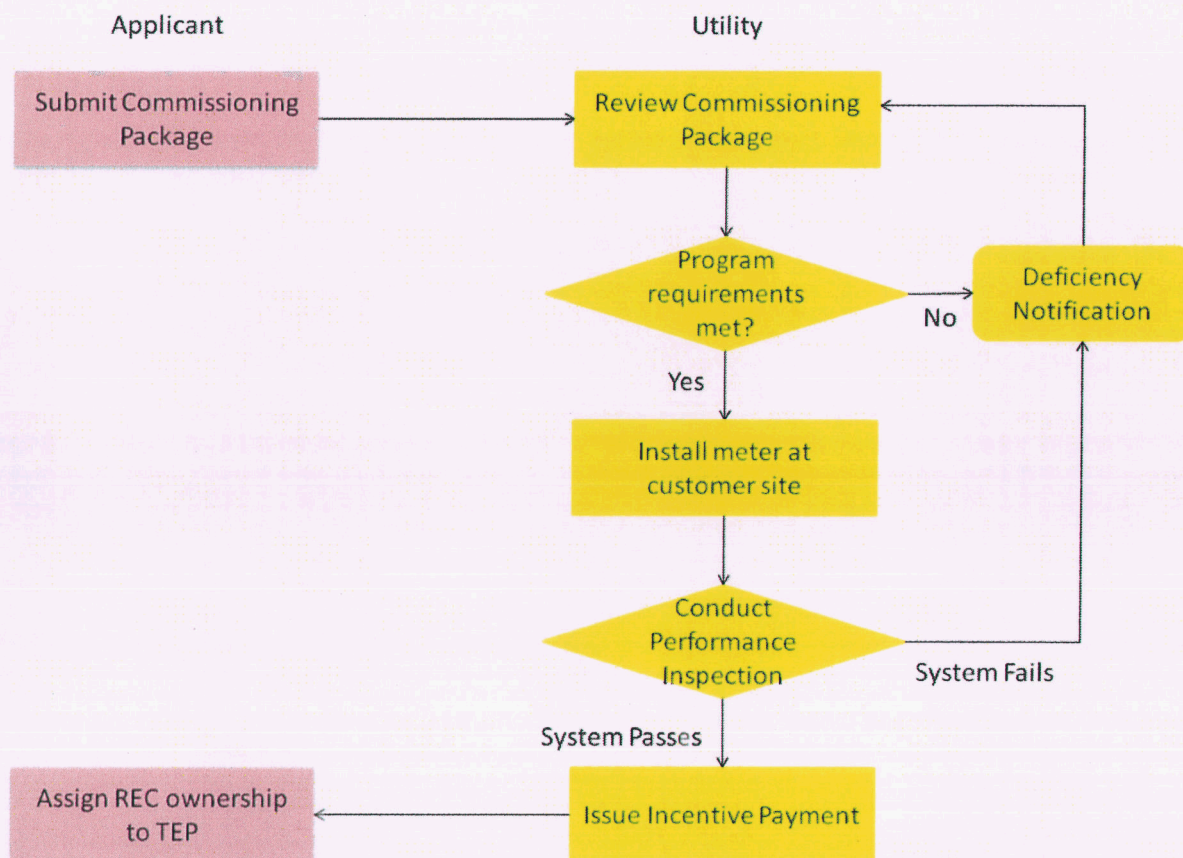 Applicant
Utility
Submit Commissioning
Package
Review Commissioning
Package
Program
requirements
met?
No
Deficiency
Notification
Yes
Install meter at
customer site
Conduct
Performance
Inspection
System Fails
System Passes
Assign REC ownership
to TEP
Issue Incentive Payment